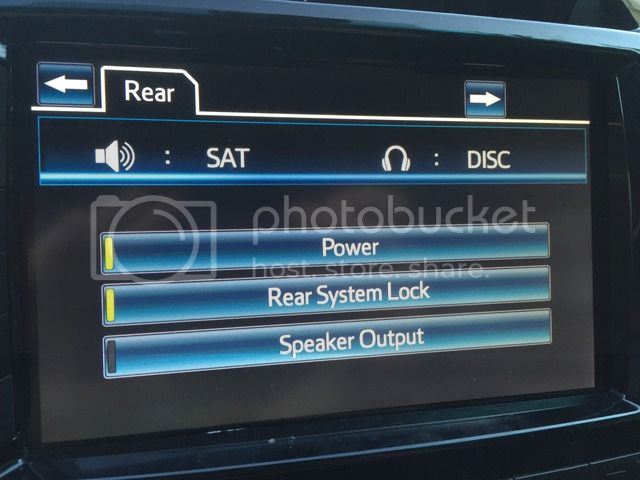 Rear
: SAT : DISC
photobucket
Power
host. store. share.
Rear System Lock
Speaker Output